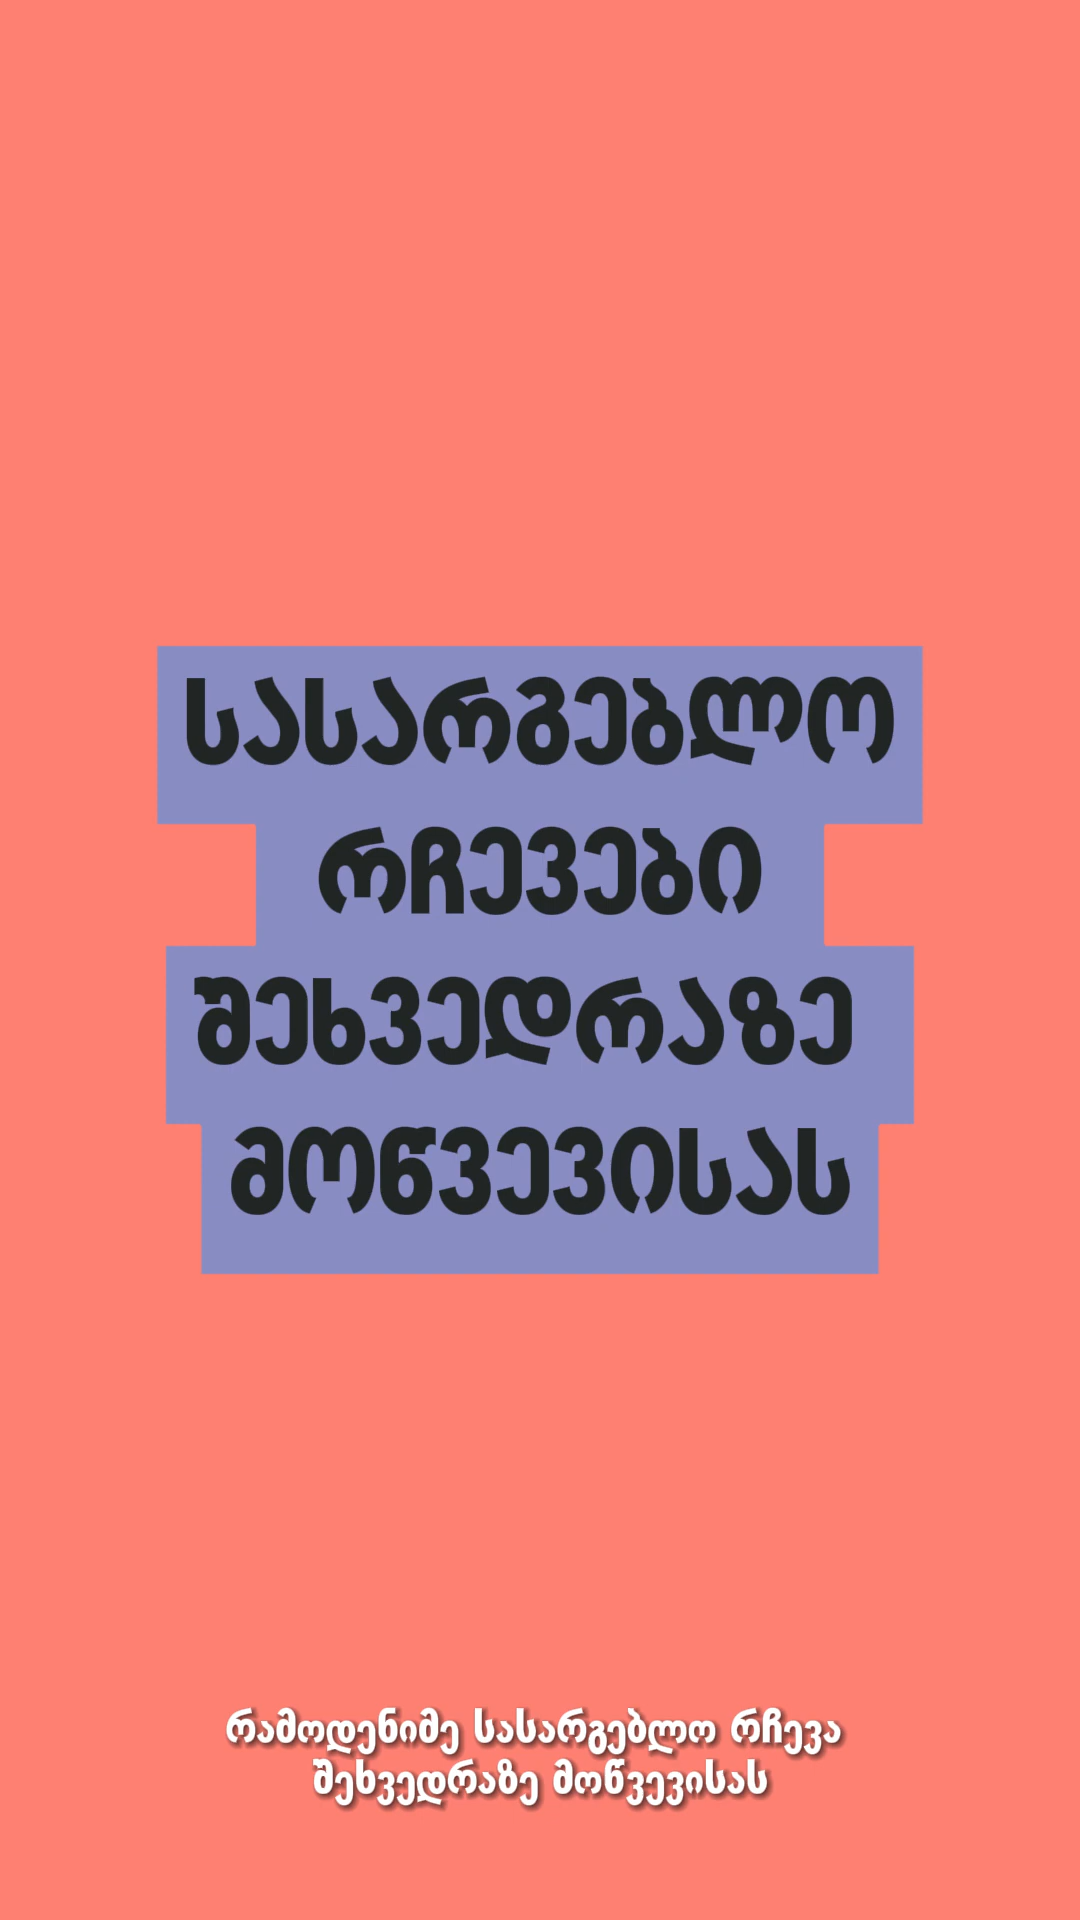 სასარგებლო
რჩევები
შეხვედრაზე
მოწვევისას
რამოდენიმე სასარგებლო რჩევა
შეხვედრაზე მოწვევისას